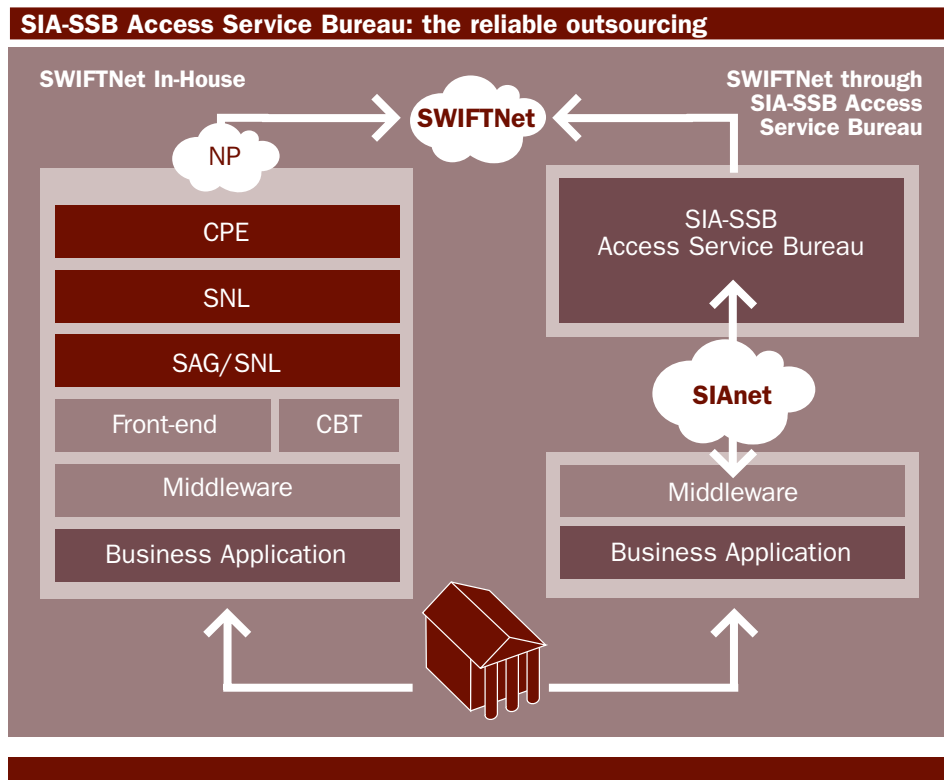 SIA-SSB Access Service Bureau: the reliable outsourcing
SWIFTNet In-House
SWIFTNet through
SIA-SSB Access
Service Bureau
SWIFTNet
NP
CPE
SNL
SAG/SNL
Front-end
CBT
Middleware
Business Application
SIA-SSB
Access Service Bureau
SIAnet
Middleware
Business Application